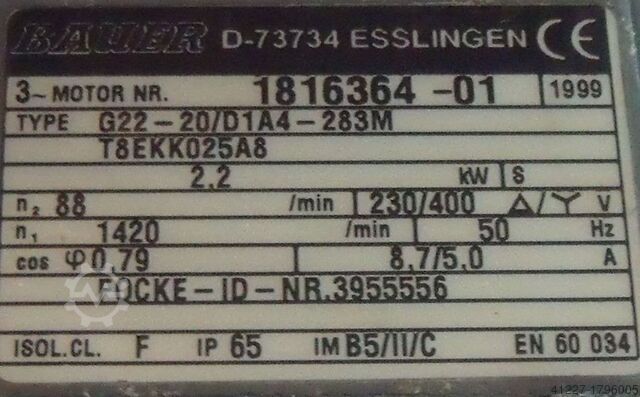 BAUER D-73734 ESSLINGEN CE
3~ MOTOR NR. 1816364 -01 1999
TYPE G22-20/D1A4-283M
T8EKK025A8
2,2 kW S
n₂ 88 /min 230/400 △/Y V
n₁ 1420 /min 50 Hz
cos φ 0,79 8,7/5,0 A
FOCKE-ID-NR.3955556
ISOL.CL. F IP 65 IM B5/II/C EN 60 034
41227-1796005